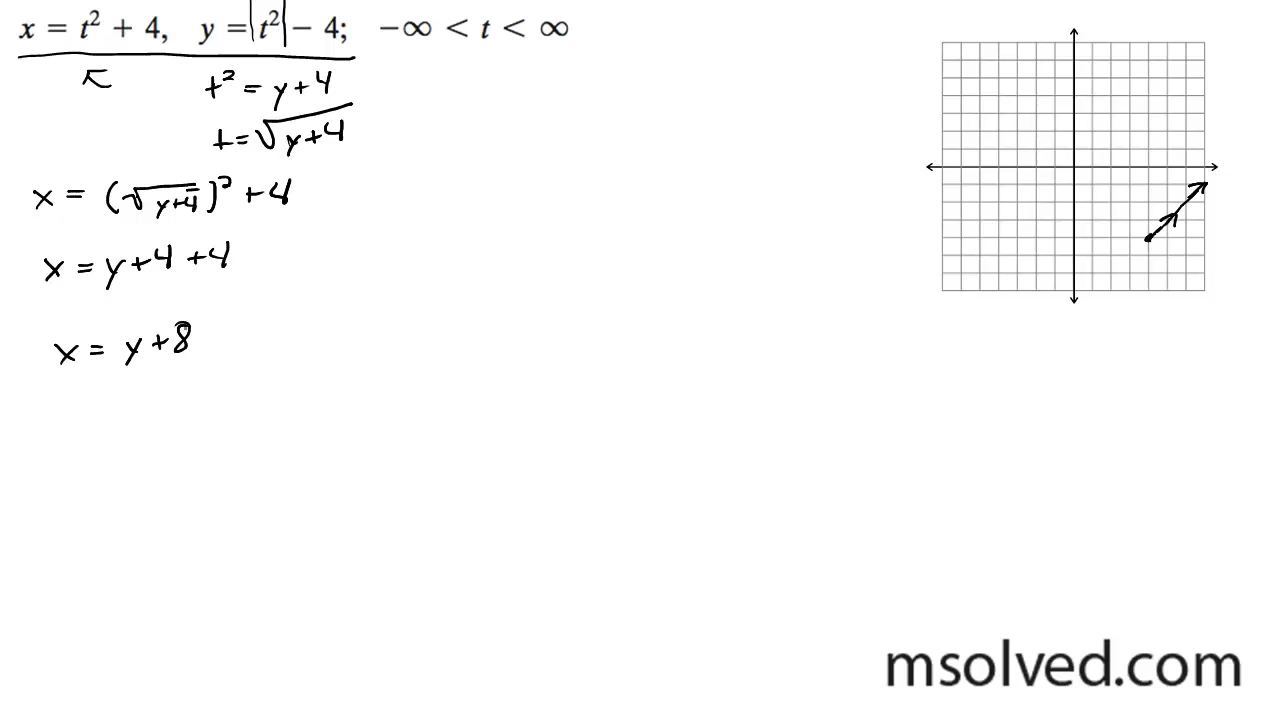 x = t² + 4, y = |t²| − 4; −∞ < t < ∞
t² = y + 4
t = √(y+4)
x = (√(y+4))² + 4
x = y + 4 + 4
x = y + 8
msolved.com